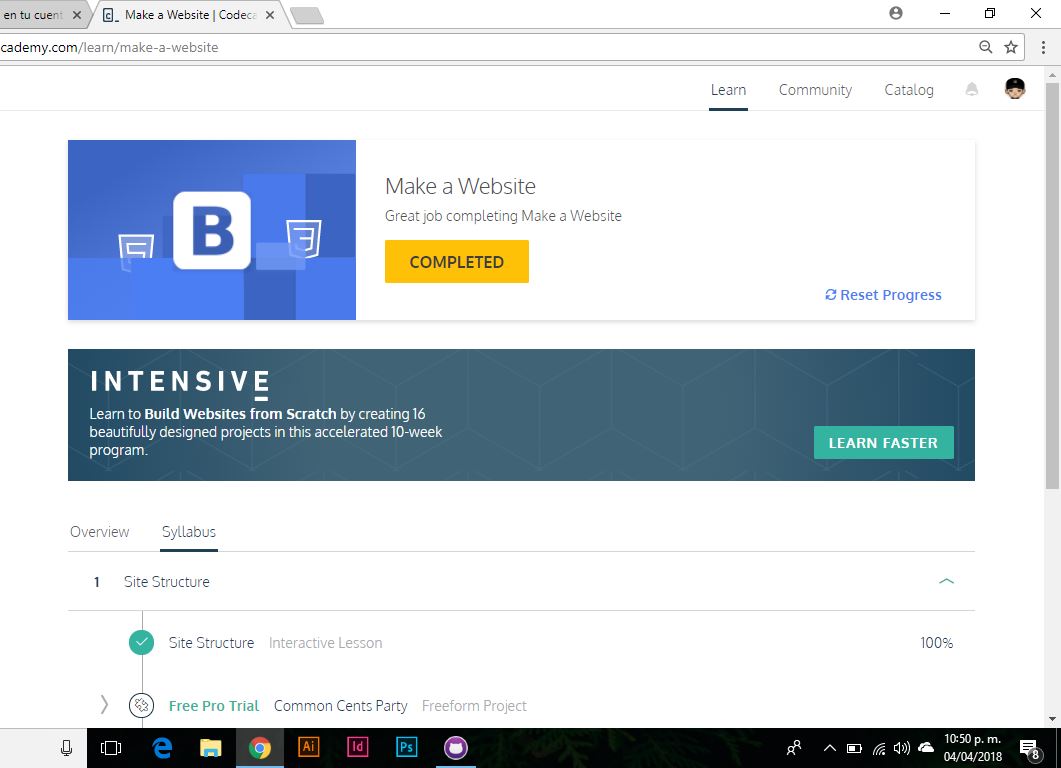 en tu cuent
Make a Website | Codeca
cademy.com/learn/make-a-website
Learn Community Catalog
B
5
3
Make a Website
Great job completing Make a Website
COMPLETED
Reset Progress
INTENSIVE
Learn to Build Websites from Scratch by creating 16
beautifully designed projects in this accelerated 10-week
program.
LEARN FASTER
Overview Syllabus
1 Site Structure
Site Structure Interactive Lesson 100%
Free Pro Trial Common Cents Party Freeform Project
Ai Id Ps
10:50 p. m.
04/04/2018
8